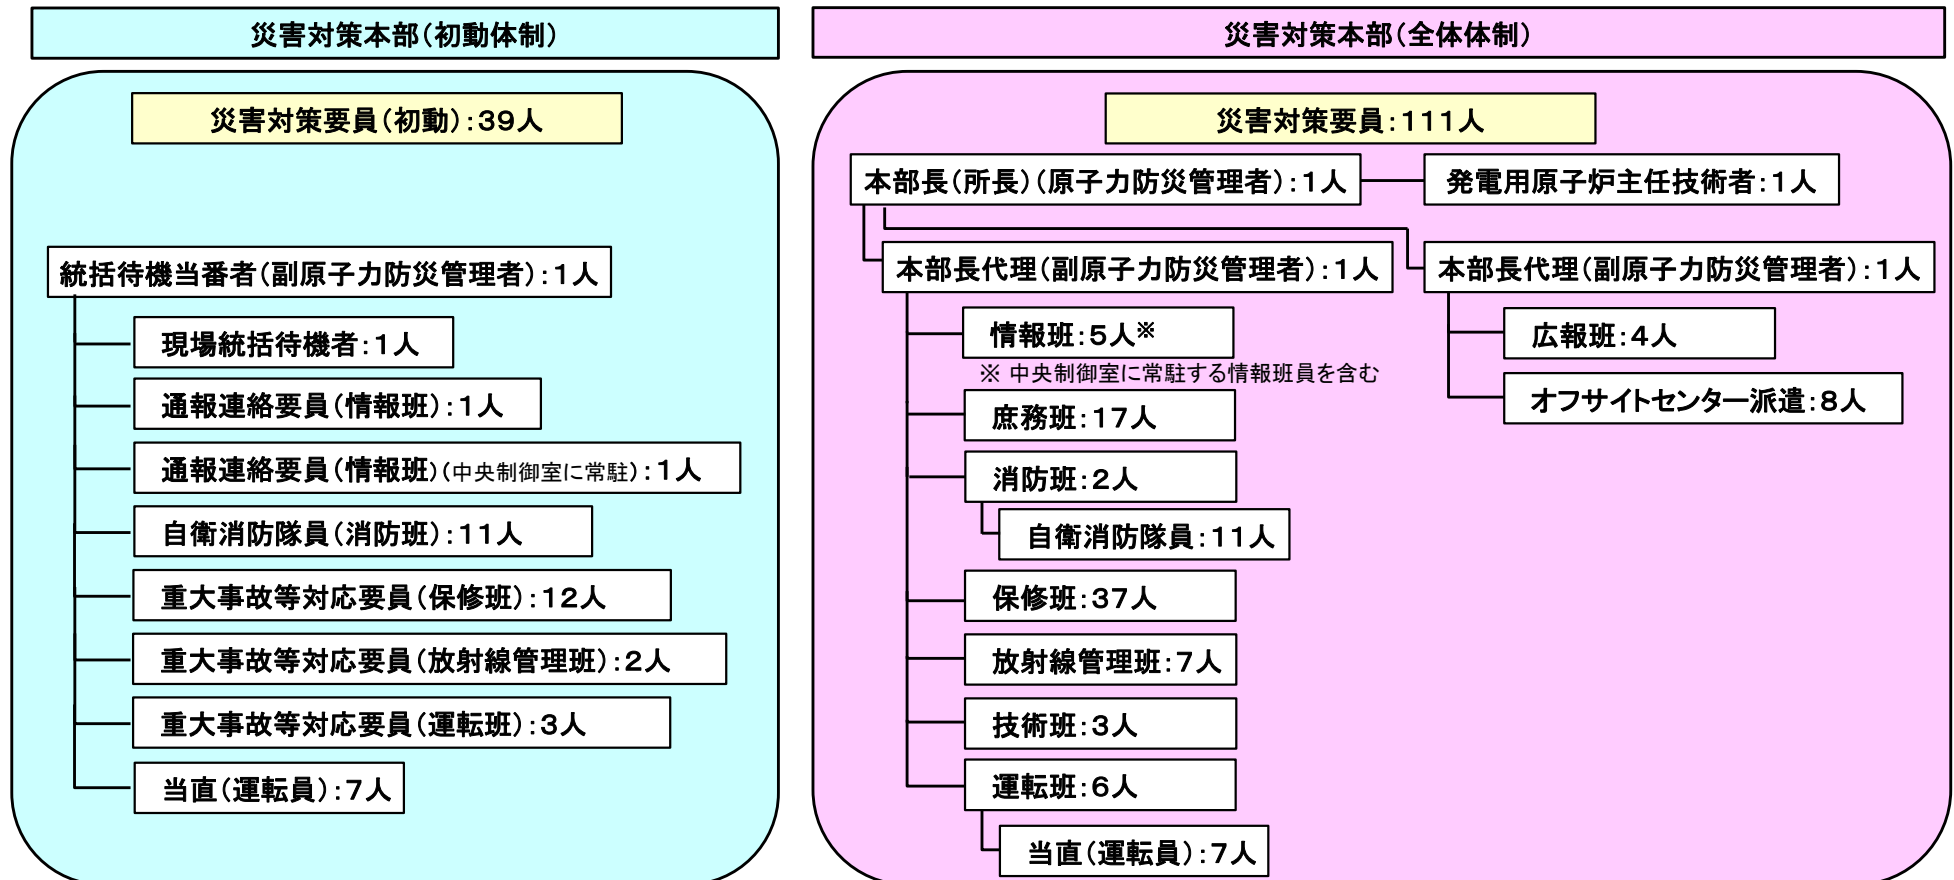 災害対策本部(初動体制)
災害対策要員(初動):39人
統括待機当番者(副原子力防災管理者):1人
現場統括待機者:1人
通報連絡要員(情報班):1人
通報連絡要員(情報班)(中央制御室に常駐):1人
自衛消防隊員(消防班):11人
重大事故等対応要員(保修班):12人
重大事故等対応要員(放射線管理班):2人
重大事故等対応要員(運転班):3人
当直(運転員):7人
災害対策本部(全体体制)
災害対策要員:111人
本部長(所長)(原子力防災管理者):1人
発電用原子炉主任技術者:1人
本部長代理(副原子力防災管理者):1人
情報班:5人※
※ 中央制御室に常駐する情報班員を含む
庶務班:17人
消防班:2人
自衛消防隊員:11人
保修班:37人
放射線管理班:7人
技術班:3人
運転班:6人
当直(運転員):7人
本部長代理(副原子力防災管理者):1人
広報班:4人
オフサイトセンター派遣:8人